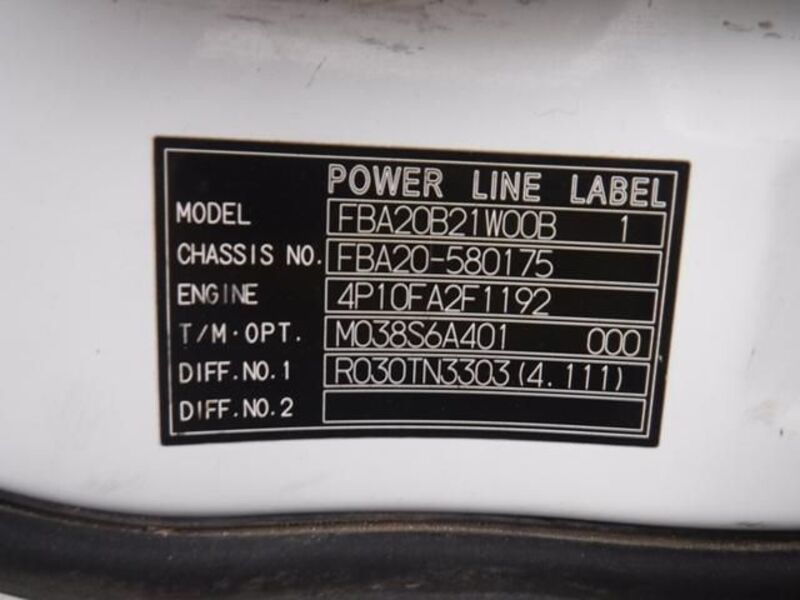 POWER LINE LABEL
MODEL FBA20B21W00B 1
CHASSIS NO. FBA20-580175
ENGINE 4P10FA2F1192
T/M·OPT. M038S6A401 000
DIFF.NO.1 R030TN3303(4.111)
DIFF.NO.2